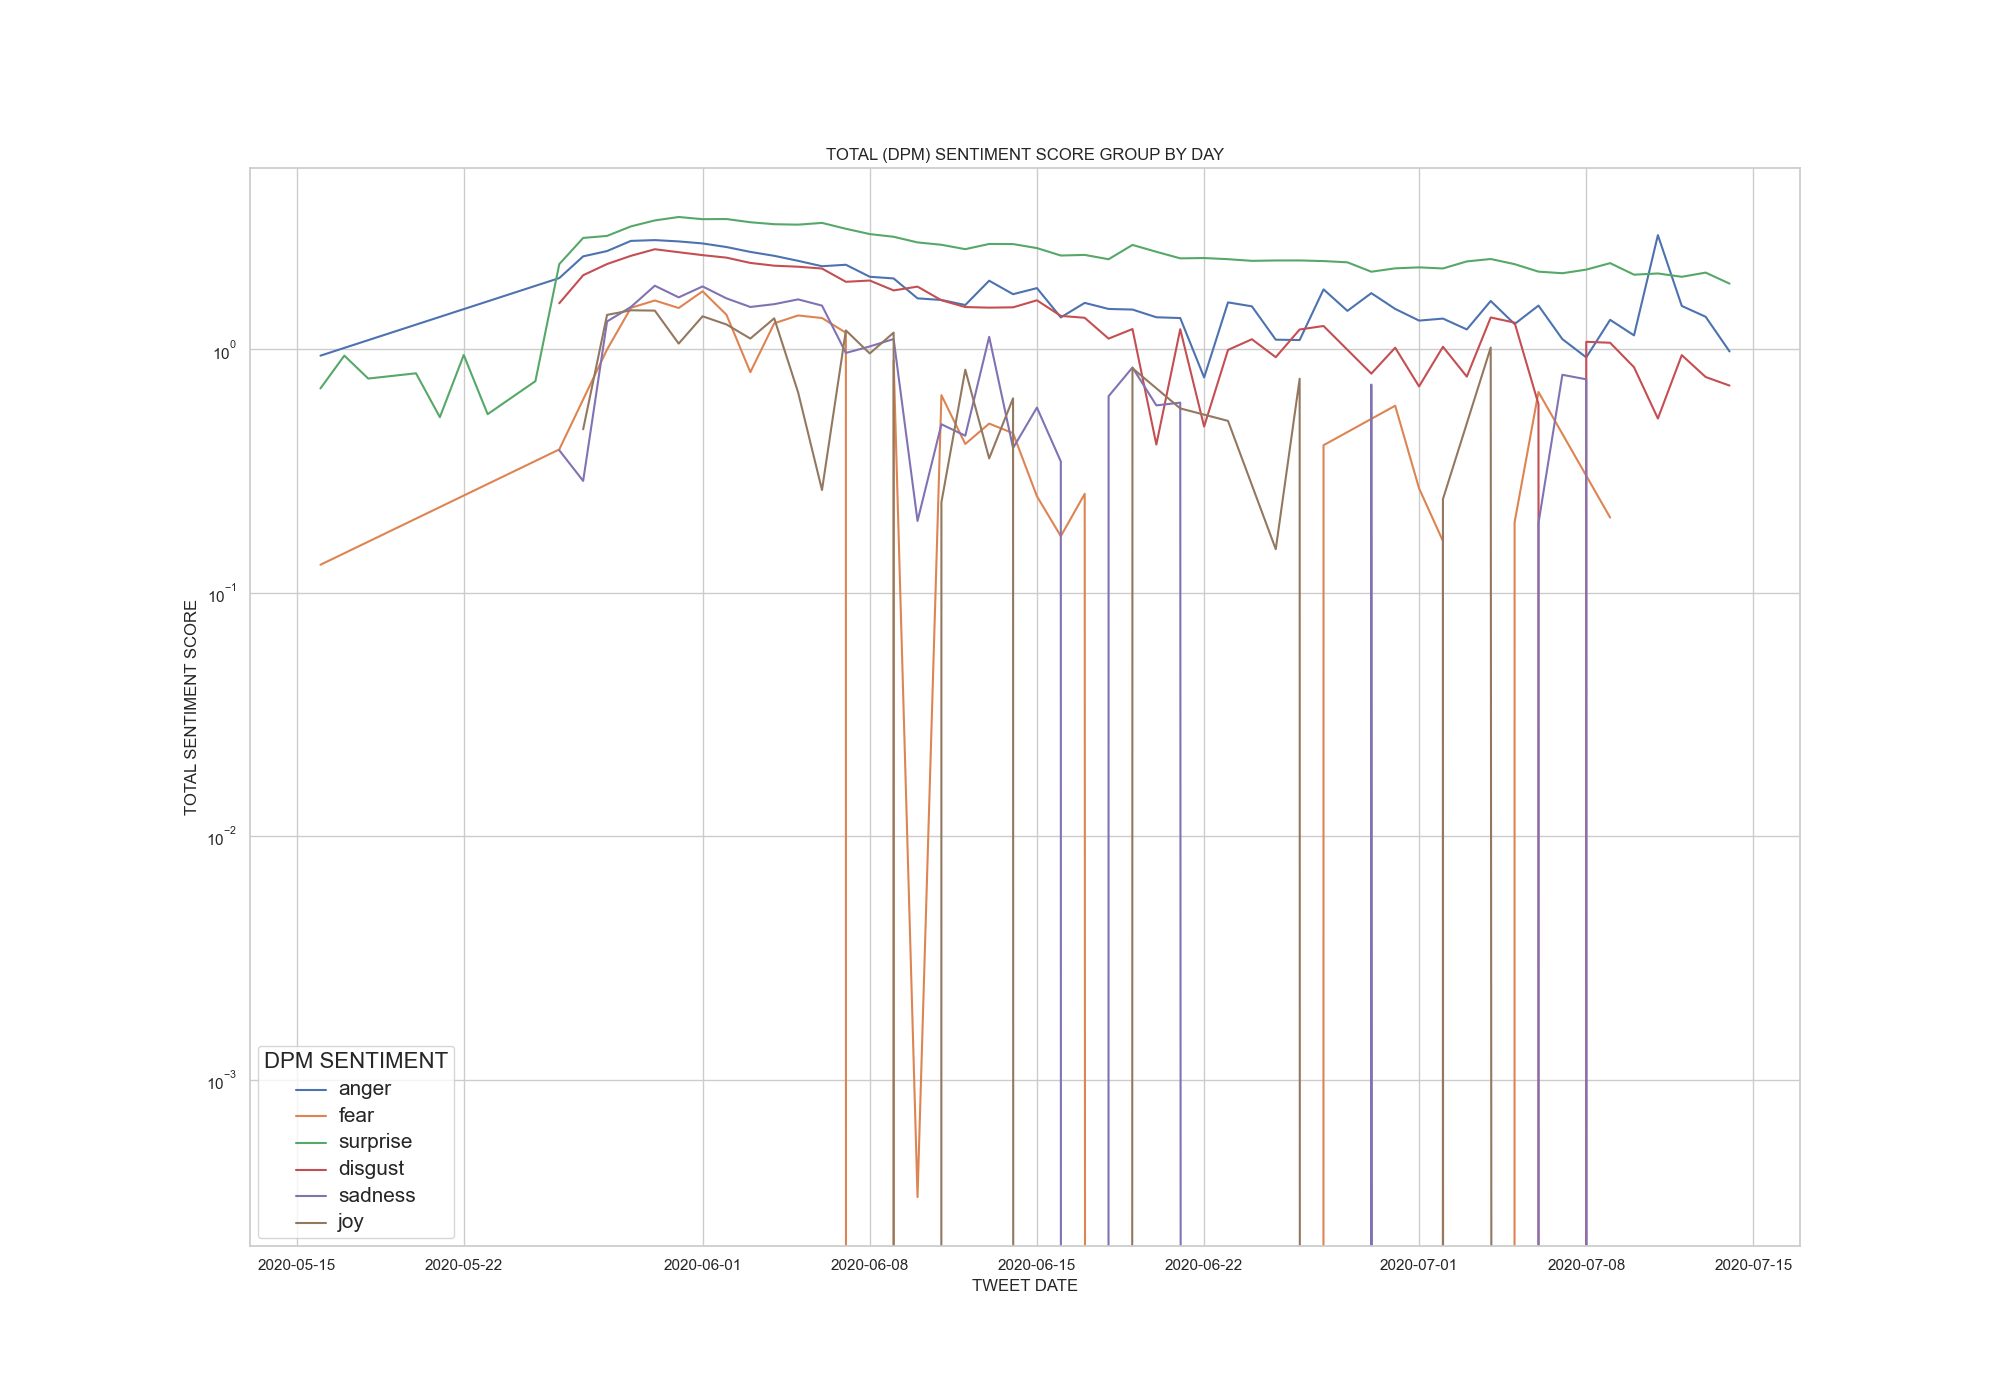 TOTAL (DPM) SENTIMENT SCORE GROUP BY DAY
TOTAL SENTIMENT SCORE
10⁰
10⁻¹
10⁻²
10⁻³
DPM SENTIMENT
anger
fear
surprise
disgust
sadness
joy
2020-05-15 2020-05-22 2020-06-01 2020-06-08 2020-06-15 2020-06-22 2020-07-01 2020-07-08 2020-07-15
TWEET DATE